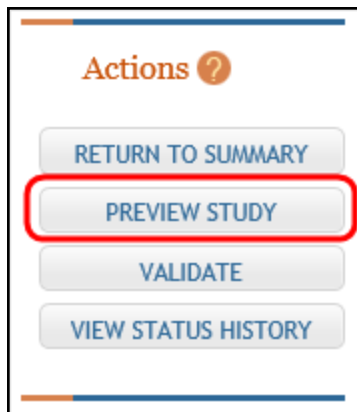 Actions ?
RETURN TO SUMMARY
PREVIEW STUDY
VALIDATE
VIEW STATUS HISTORY